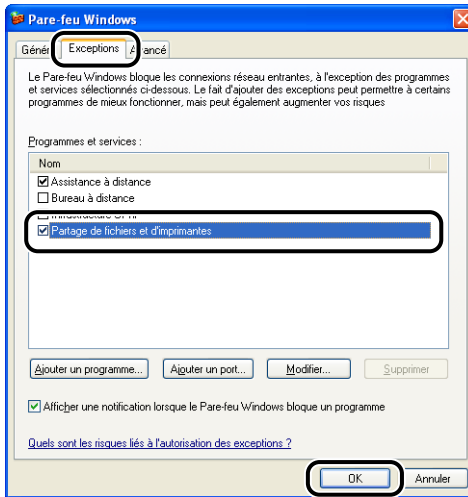 Pare-feu Windows
Exceptions
Le Pare-feu Windows bloque les connexions réseau entrantes, à l'exception des programmes
et services sélectionnés ci-dessous. Le fait d'ajouter des exceptions peut permettre à certains
programmes de mieux fonctionner, mais peut également augmenter vos risques
Programmes et services :
Nom
Assistance à distance
Bureau à distance
Partage de fichiers et d'imprimantes
Ajouter un programme... Ajouter un port... Modifier... Supprimer
Afficher une notification lorsque le Pare-feu Windows bloque un programme
Quels sont les risques liés à l'autorisation des exceptions ?
OK Annuler